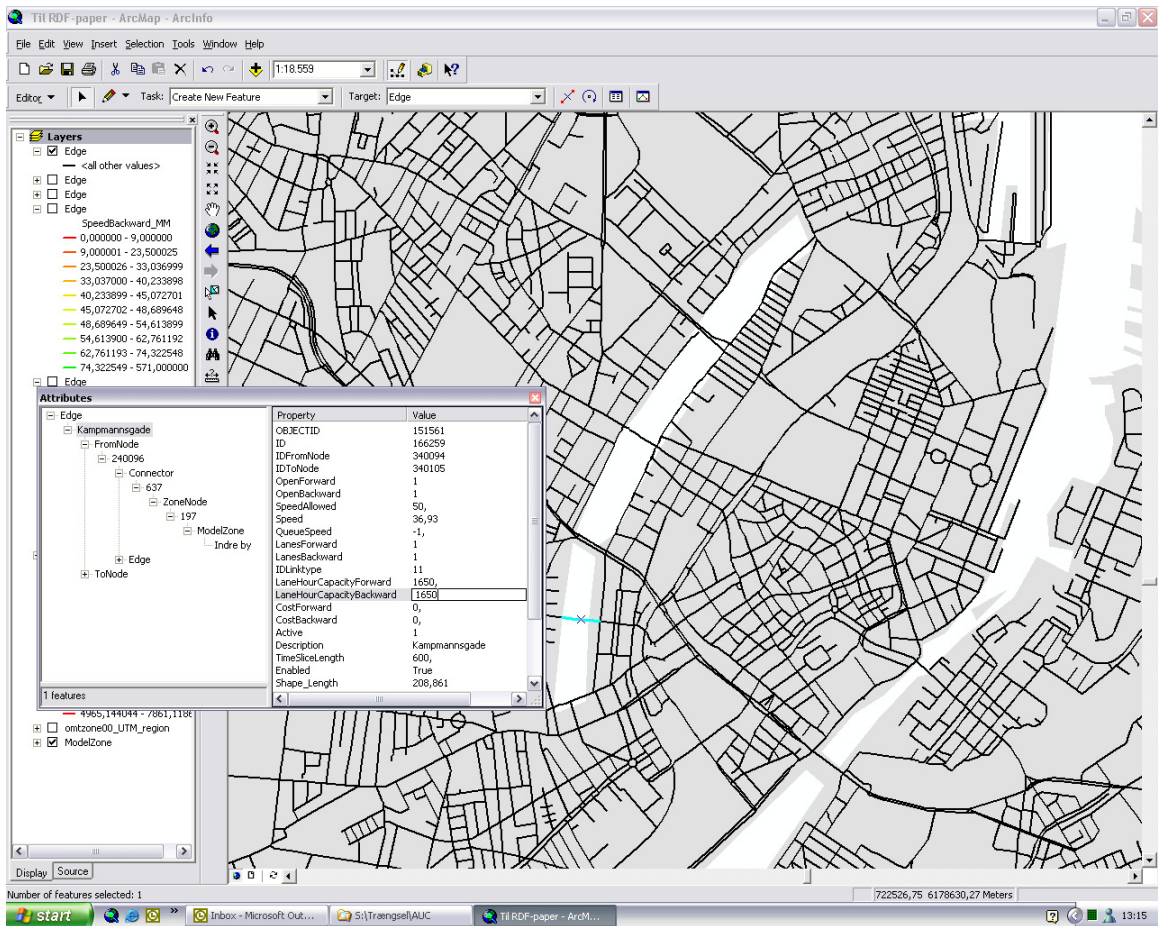 Til RDF-paper - ArcMap - ArcInfo
File Edit View Insert Selection Tools Window Help
1:18.559
Editor Task: Create New Feature Target: Edge
Layers
Edge
<all other values>
Edge
Edge
Edge
SpeedBackward_MM
0,000000 - 9,000000
9,000001 - 23,500025
23,500026 - 33,036999
33,037000 - 40,233898
40,233899 - 45,072701
45,072702 - 48,689648
48,689649 - 54,613899
54,613900 - 62,761192
62,761193 - 74,322548
74,322549 - 571,000000
Edge
Attributes
Edge
Kampmannsgade
FromNode
240096
Connector
637
ZoneNode
197
ModelZone
Indre by
Edge
ToNode
1 features
Property Value
OBJECTID 151561
ID 166259
IDFromNode 340094
IDToNode 340105
OpenForward 1
OpenBackward 1
SpeedAllowed 50,
Speed 36,93
QueueSpeed -1,
LanesForward 1
LanesBackward 1
IDLinktype 11
LaneHourCapacityForward 1650,
LaneHourCapacityBackward 1650
CostForward 0,
CostBackward 0,
Active 1
Description Kampmannsgade
TimeSliceLength 600,
Enabled True
Shape_Length 208,861
4965,144044 - 7861,118
omtzone00_UTM_region
ModelZone
Display Source
Number of features selected: 1
722526,75 6178630,27 Meters
start
Inbox - Microsoft Out...
S:\Trængsel\AUC
Til RDF-paper - ArcM...
13:15